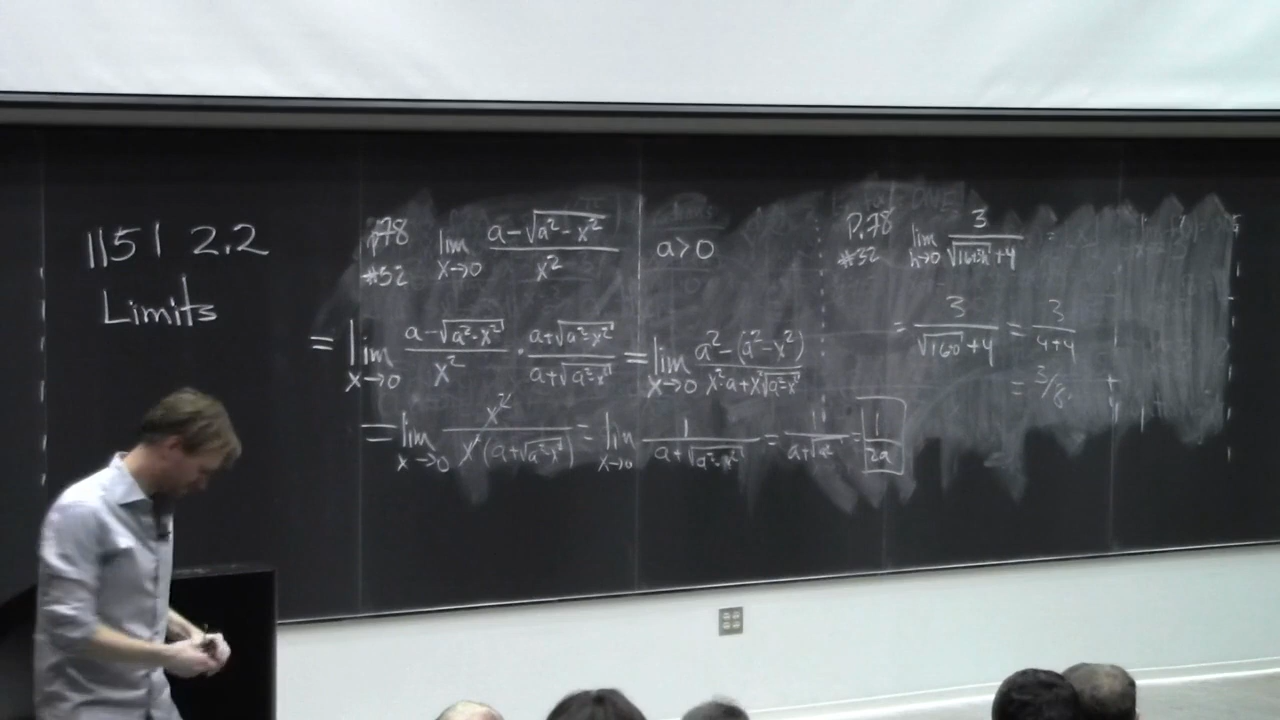 1151 2.2
Limits
p78
#52
lim x→0 (a-√(a²-x²))/x² a>0
= lim x→0 (a-√(a²-x²))/x² · (a+√(a²-x²))/(a+√(a²-x²)) = lim x→0 (a²-(a²-x²))/(x²·a+x²√(a²-x²))
= lim x→0 x²/(x²(a+√(a²-x²))) = lim x→0 1/(a+√(a²-x²)) = 1/(a+√a²) = 1/2a
P.78
#32
lim h→0 3/(√(16+3h)+4)
= 3/(√(16+0)+4) = 3/(4+4)
= 3/8